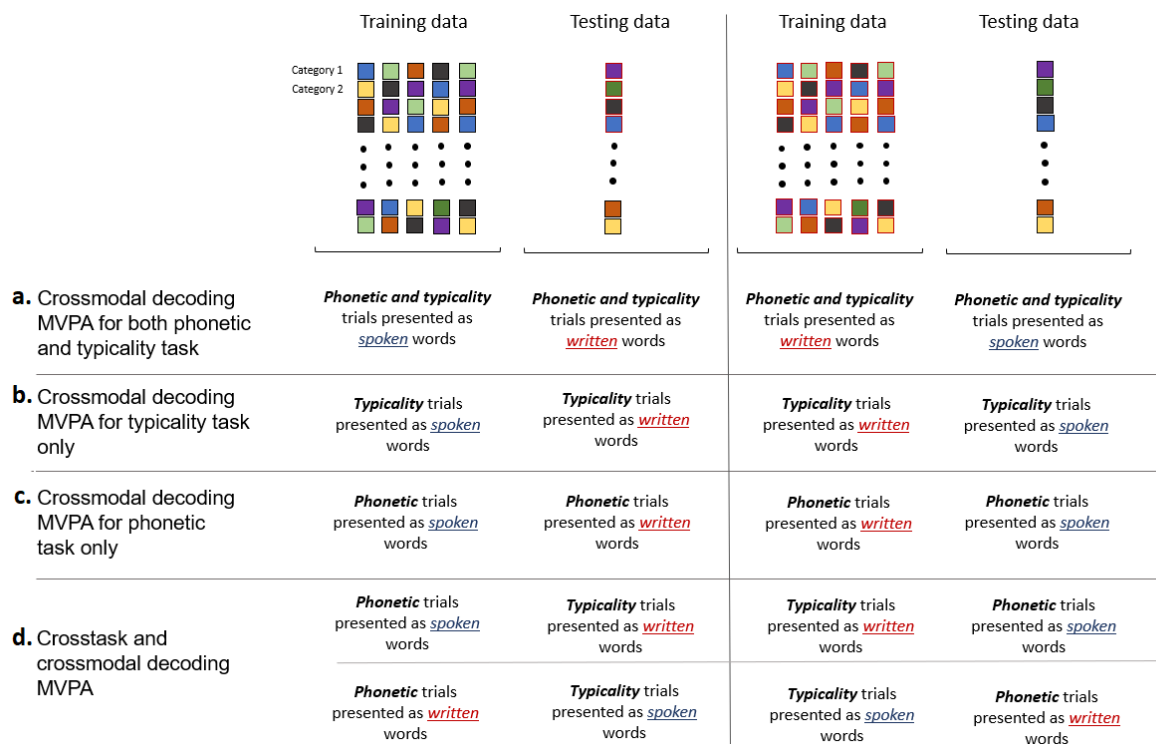 Training data
Testing data
Training data
Testing data
Category 1
Category 2
a. Crossmodal decoding
MVPA for both phonetic
and typicality task
Phonetic and typicality
trials presented as
spoken words
Phonetic and typicality
trials presented as
written words
Phonetic and typicality
trials presented as
written words
Phonetic and typicality
trials presented as
spoken words
b. Crossmodal decoding
MVPA for typicality task
only
Typicality trials
presented as spoken
words
Typicality trials
presented as written
words
Typicality trials
presented as written
words
Typicality trials
presented as spoken
words
c. Crossmodal decoding
MVPA for phonetic
task only
Phonetic trials
presented as spoken
words
Phonetic trials
presented as written
words
Phonetic trials
presented as written
words
Phonetic trials
presented as spoken
words
d. Crosstask and
crossmodal decoding
MVPA
Phonetic trials
presented as spoken
words
Typicality trials
presented as written
words
Typicality trials
presented as written
words
Phonetic trials
presented as spoken
words
Phonetic trials
presented as written
words
Typicality trials
presented as spoken
words
Typicality trials
presented as spoken
words
Phonetic trials
presented as written
words